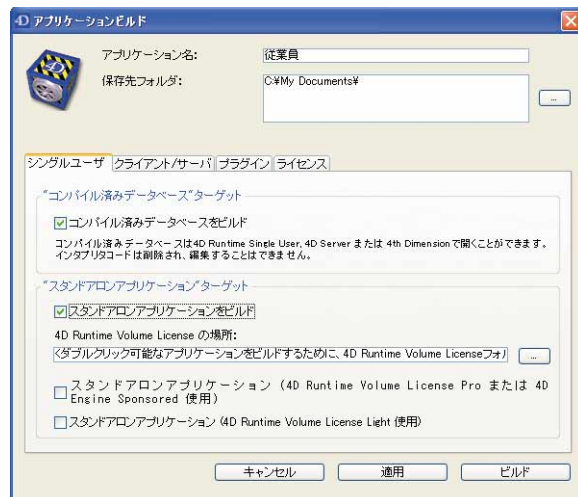 4D アプリケーションビルド
アプリケーション名:
従業員
保存先フォルダ:
C:¥My Documents¥
...
シングルユーザ クライアント/サーバ プラグイン ライセンス
"コンパイル済みデータベース"ターゲット
コンパイル済みデータベースをビルド
コンパイル済みデータベースは4D Runtime Single User, 4D Server または 4th Dimensionで開くことができます。
インタプリタコードは削除され、編集することはできません。
"スタンドアロンアプリケーション"ターゲット
スタンドアロンアプリケーションをビルド
4D Runtime Volume License の場所:
<ダブルクリック可能なアプリケーションをビルドするために、4D Runtime Volume Licenseフォル
...
スタンドアロンアプリケーション (4D Runtime Volume License Pro または 4D
Engine Sponsored 使用)
スタンドアロンアプリケーション (4D Runtime Volume License Light 使用)
キャンセル 適用 ビルド